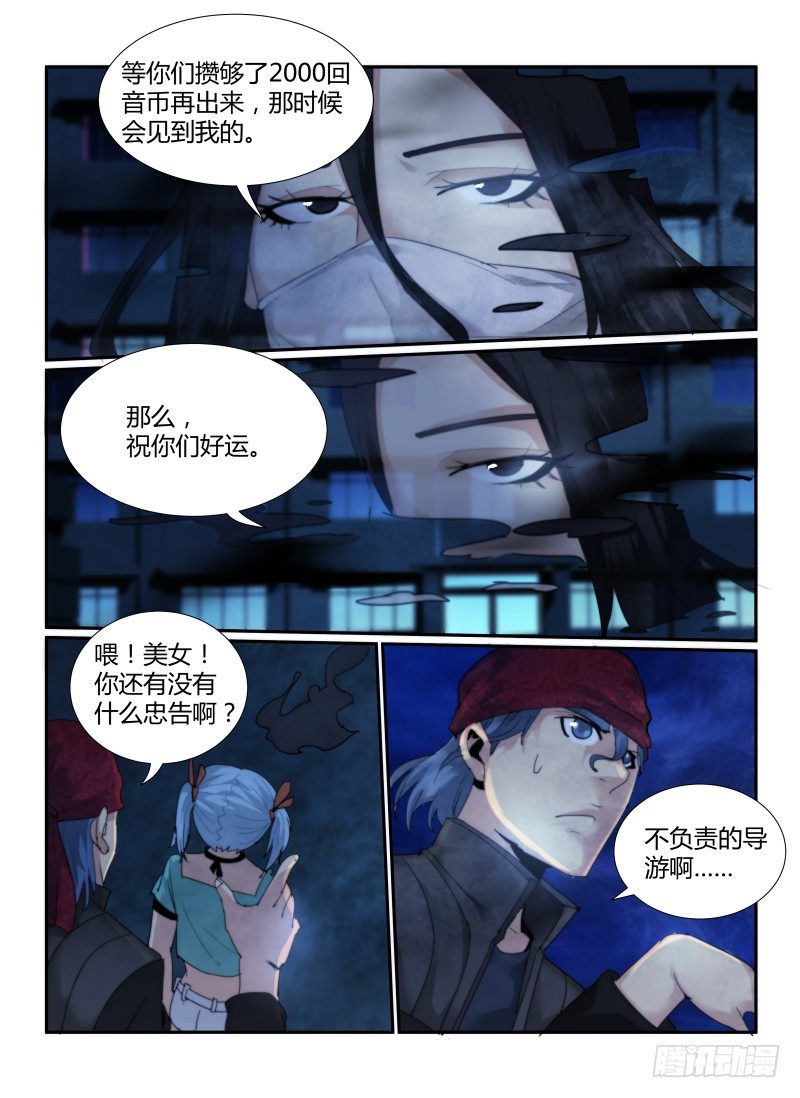 等你们攒够了2000回
音币再出来，那时候
会见到我的。
那么，
祝你们好运。
喂！美女！
你还有没有
什么忠告啊？
不负责的导
游啊……
腾讯动漫